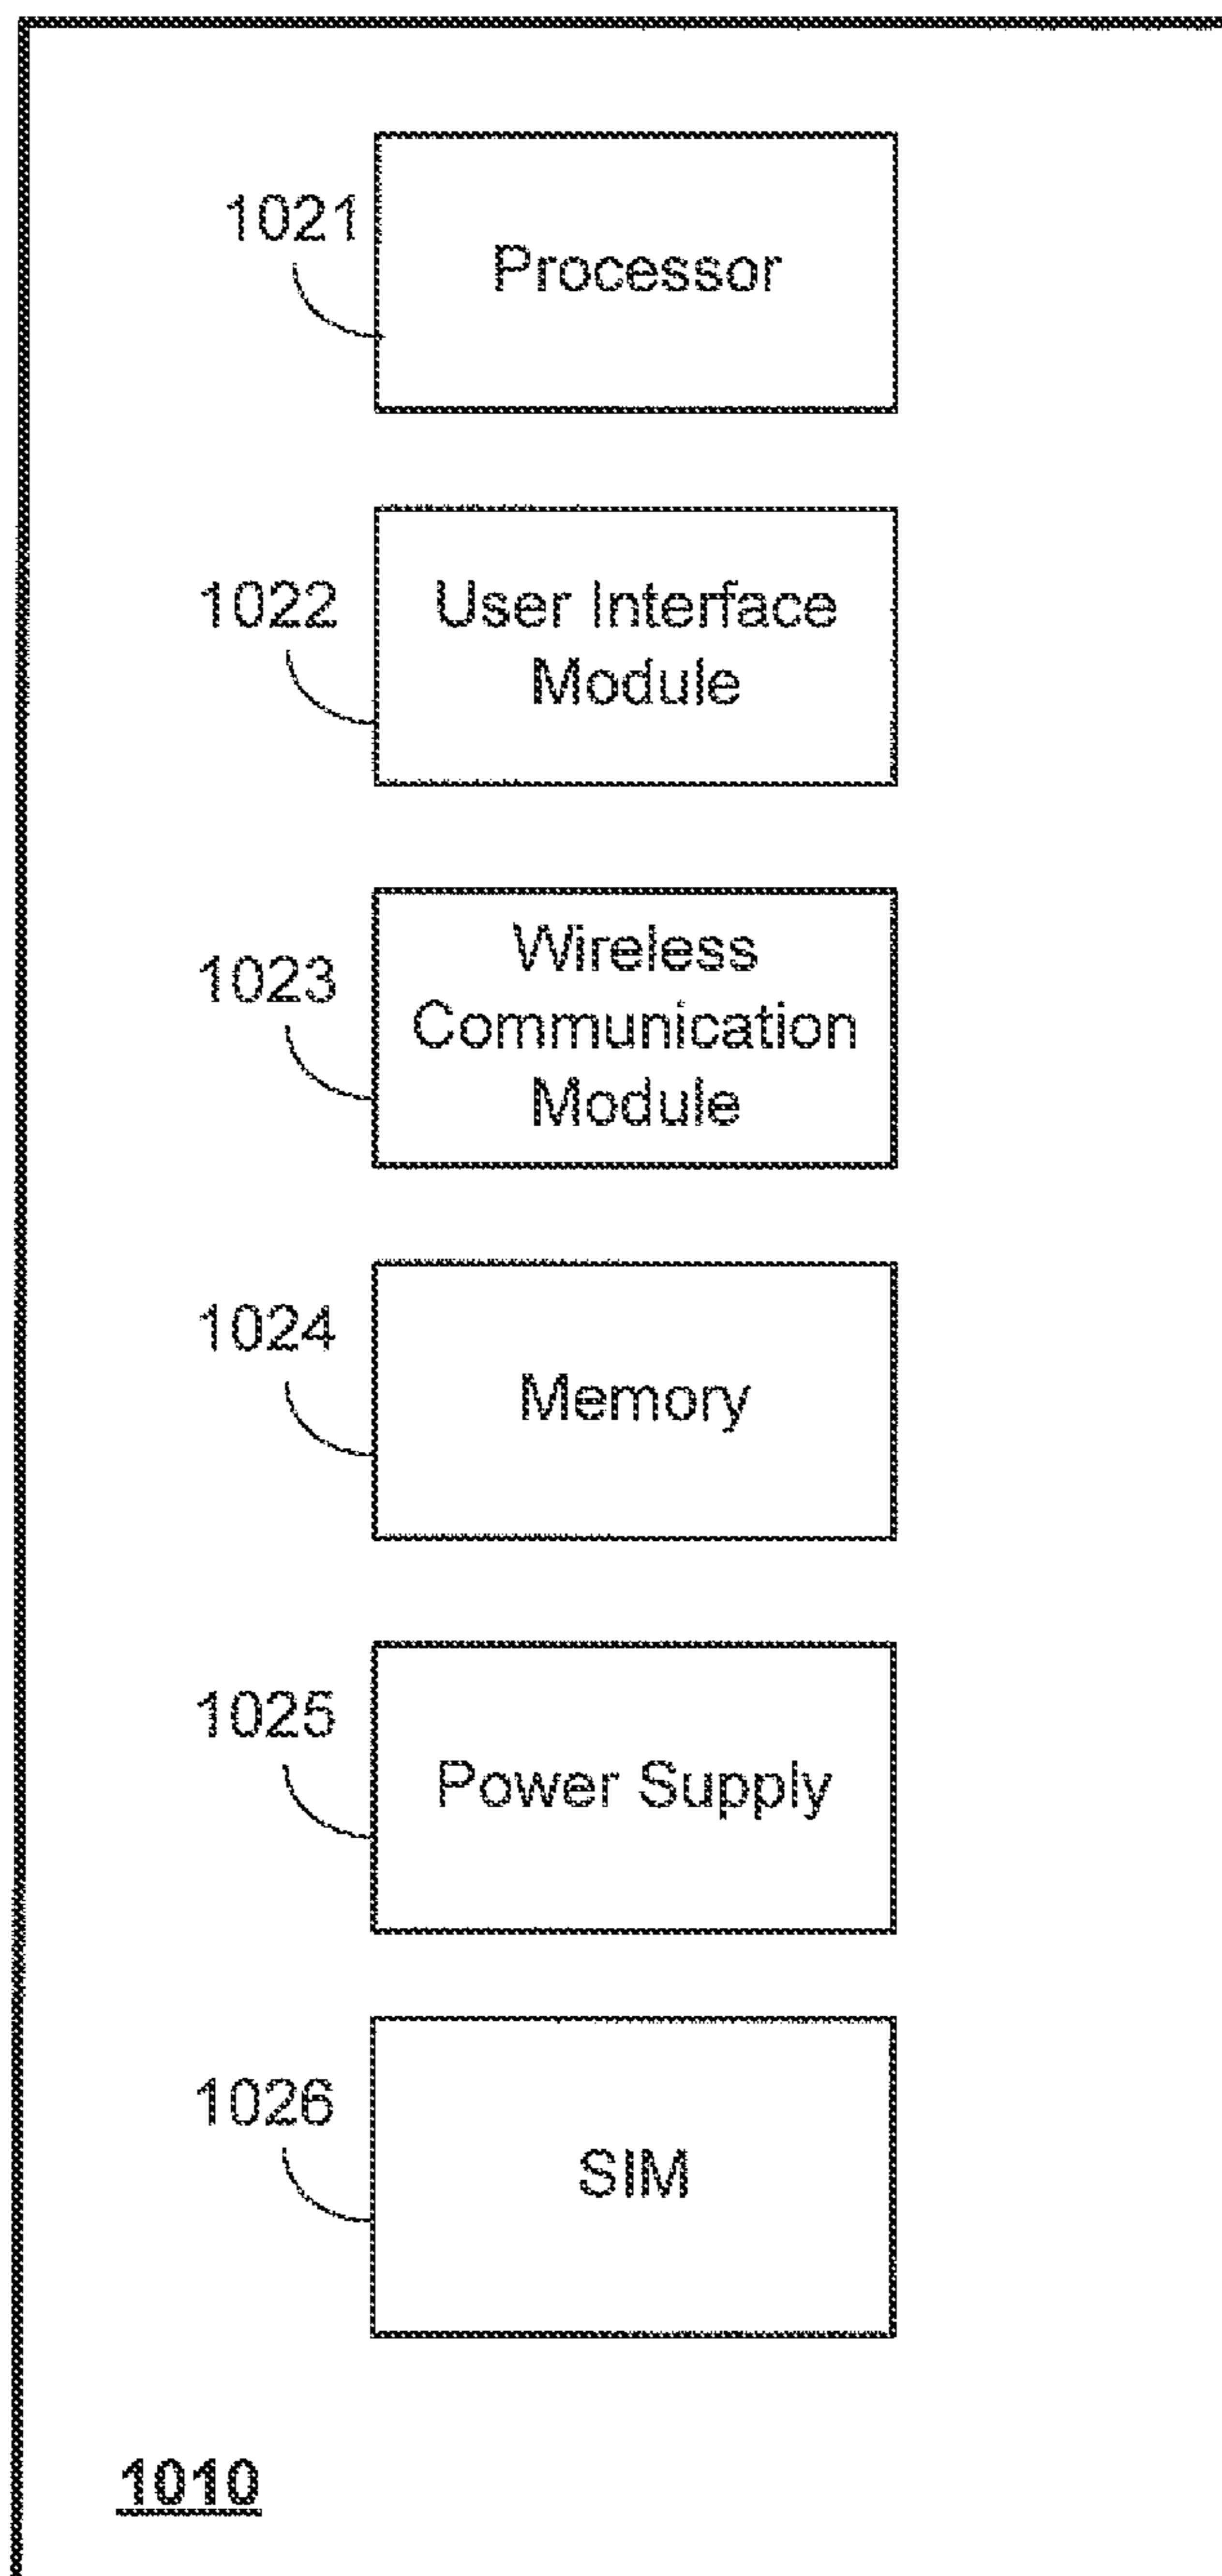 1021
Processor
1022
User Interface
Module
1023
Wireless
Communication
Module
1024
Memory
1025
Power Supply
1026
SIM
1010